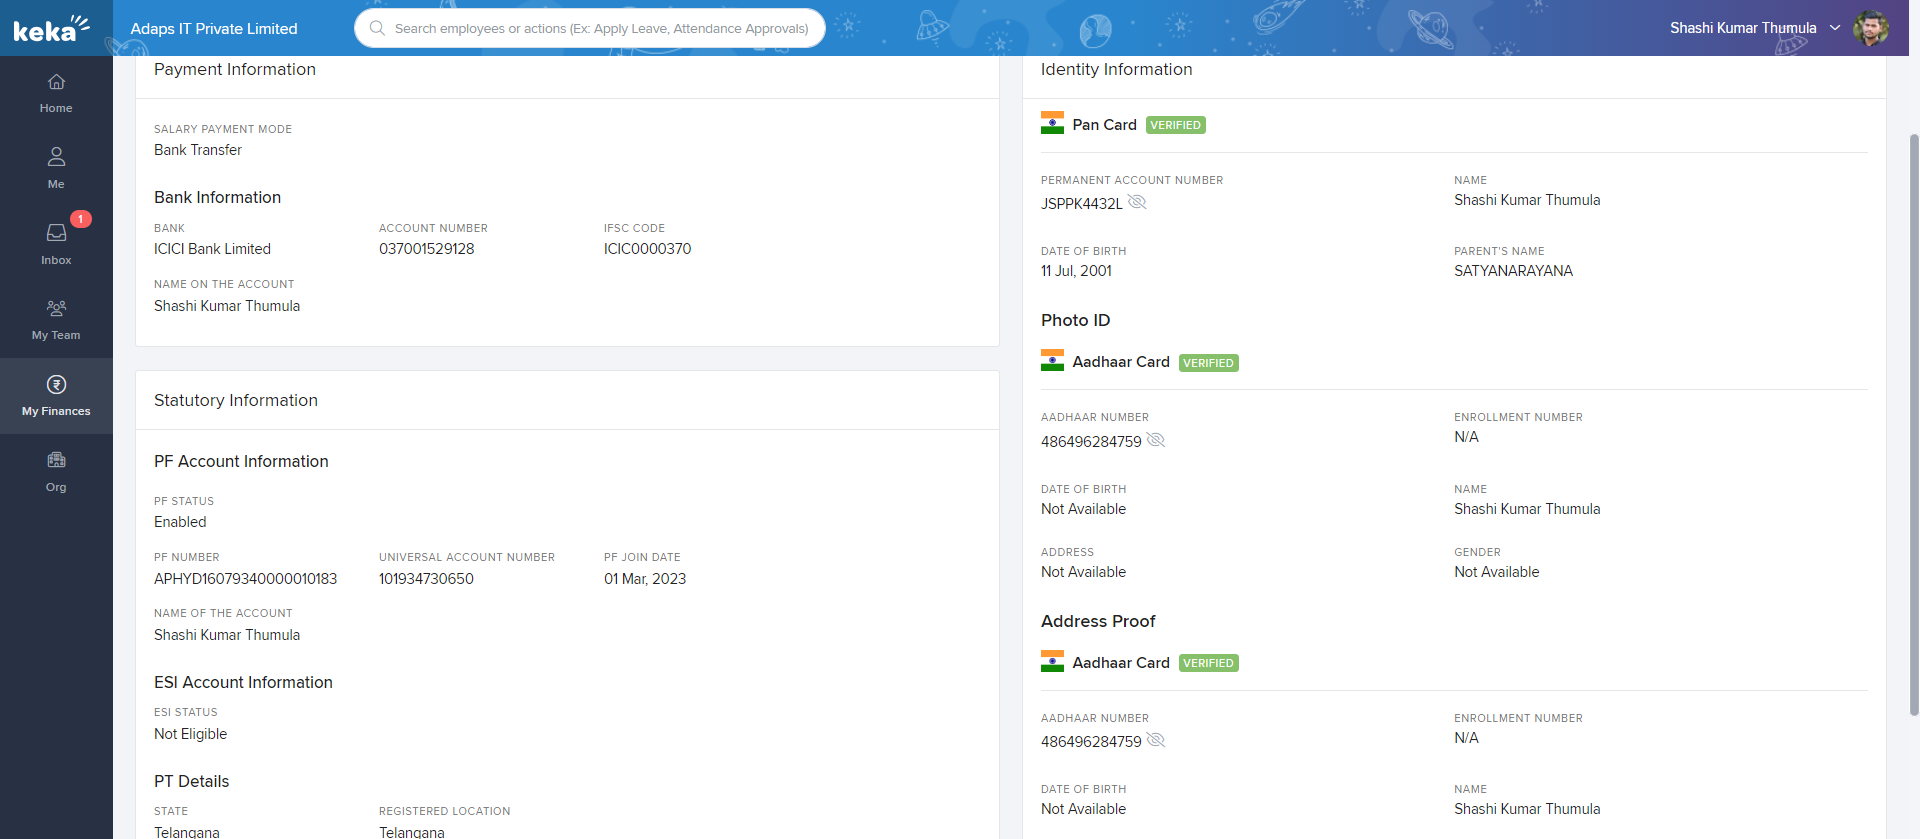 keka
Adaps IT Private Limited
Search employees or actions (Ex: Apply Leave, Attendance Approvals)
Shashi Kumar Thumula
Home
Me
1
Inbox
My Team
My Finances
Org
Payment Information
SALARY PAYMENT MODE
Bank Transfer
Bank Information
BANK ACCOUNT NUMBER IFSC CODE
ICICI Bank Limited 037001529128 ICIC0000370
NAME ON THE ACCOUNT
Shashi Kumar Thumula
Statutory Information
PF Account Information
PF STATUS
Enabled
PF NUMBER UNIVERSAL ACCOUNT NUMBER PF JOIN DATE
APHYD16079340000010183 101934730650 01 Mar, 2023
NAME OF THE ACCOUNT
Shashi Kumar Thumula
ESI Account Information
ESI STATUS
Not Eligible
PT Details
STATE REGISTERED LOCATION
Telangana Telangana
Identity Information
Pan Card VERIFIED
PERMANENT ACCOUNT NUMBER NAME
JSPPK4432L Shashi Kumar Thumula
DATE OF BIRTH PARENT'S NAME
11 Jul, 2001 SATYANARAYANA
Photo ID
Aadhaar Card VERIFIED
AADHAAR NUMBER ENROLLMENT NUMBER
486496284759 N/A
DATE OF BIRTH NAME
Not Available Shashi Kumar Thumula
ADDRESS GENDER
Not Available Not Available
Address Proof
Aadhaar Card VERIFIED
AADHAAR NUMBER ENROLLMENT NUMBER
486496284759 N/A
DATE OF BIRTH NAME
Not Available Shashi Kumar Thumula